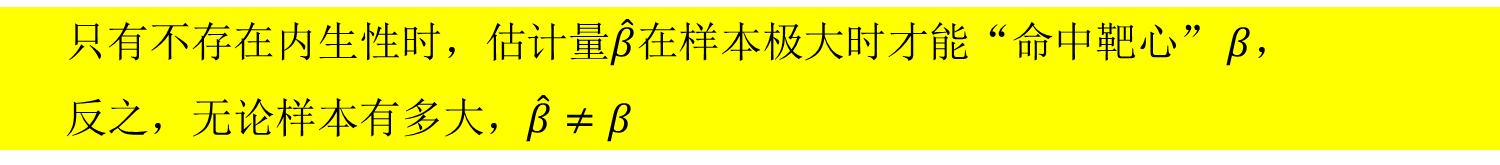 只有不存在内生性时，估计量β̂在样本极大时才能“命中靶心”β，
反之，无论样本有多大，β̂ ≠ β